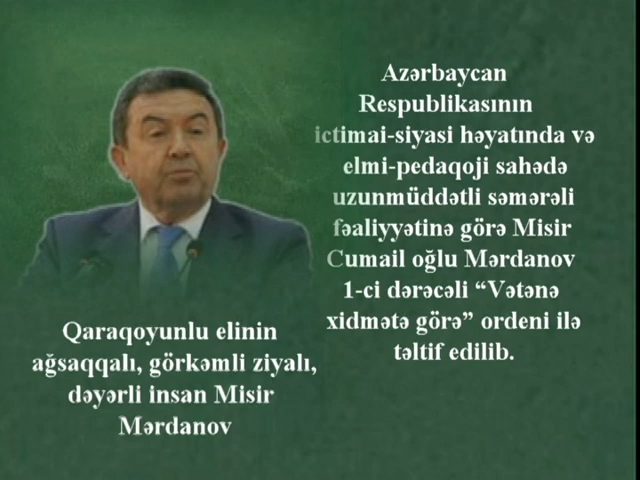 Azərbaycan
Respublikasının
ictimai-siyasi həyatında və
elmi-pedaqoji sahədə
uzunmüddətli səmərəli
fəaliyyətinə görə Misir
Cumail oğlu Mərdanov
1-ci dərəcəli “Vətənə
xidmətə görə” ordeni ilə
təltif edilib.
Qaraqoyunlu elinin
ağsaqqalı, görkəmli ziyalı,
dəyərli insan Misir
Mərdanov